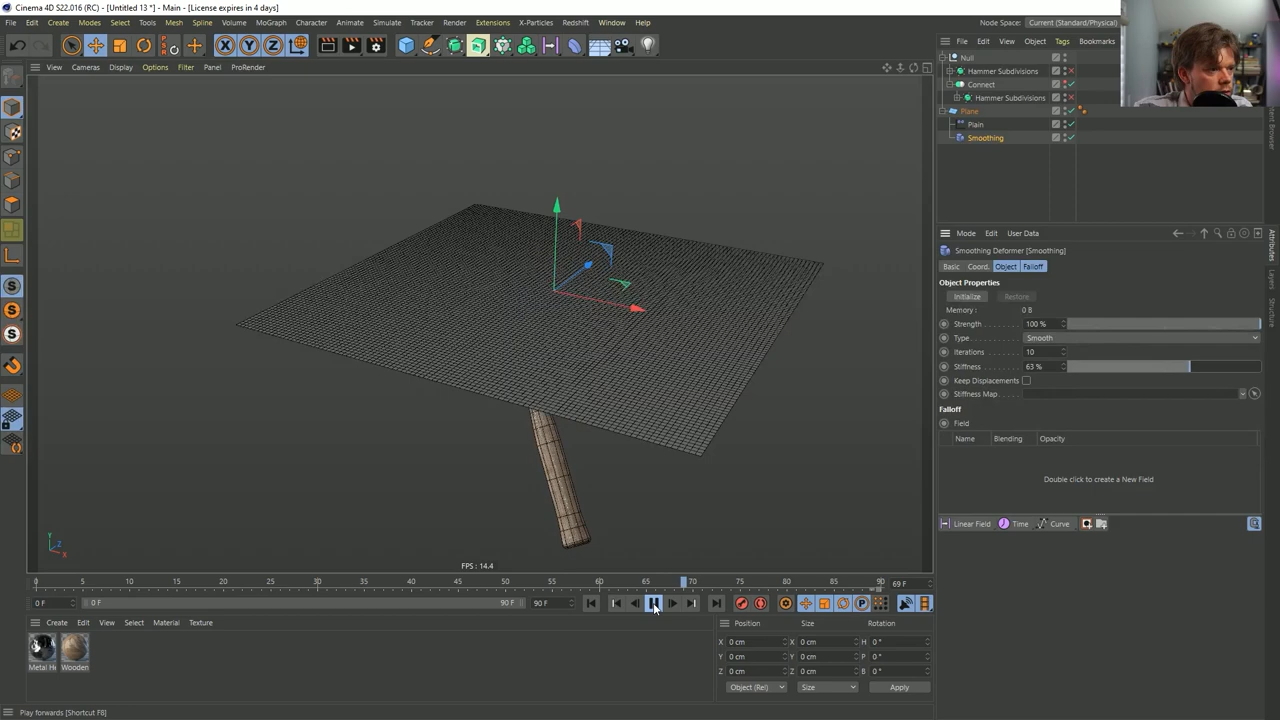 Cinema 4D S22.016 (RC) - [Untitled 13 *] - Main - [License expires in 4 days]
File Edit Create Modes Select Tools Mesh Spline Volume MoGraph Character Animate Simulate Tracker Render Extensions X-Particles Redshift Window Help Node Space: Current (Standard/Physical)
File Edit View Object Tags Bookmarks
X Y Z
View Cameras Display Options Filter Panel ProRender
Null
Hammer Subdivisions
Connect
Hammer Subdivisions
Plane
Plain
Smoothing
Mode Edit User Data
Attributes
Layers
Structure
Smoothing Deformer [Smoothing]
Basic Coord. Object Falloff
Object Properties
Initialize Restore
Memory : 0 B
Strength 100 %
Type Smooth
Iterations 10
Stiffness 63 %
Keep Displacements
Stiffness Map
Falloff
Field
Name Blending Opacity
Double click to create a New Field
Linear Field Time Curve
S
S
S
Y
Z
X
FPS : 14.4
0 5 10 15 20 25 30 35 40 45 50 55 60 65 70 75 80 85 90 69 F
0 F 0 F 90 F 90 F P
Create Edit View Select Material Texture
Position Size Rotation
X 0 cm X 0 cm H 0 °
Y 0 cm Y 0 cm P 0 °
Z 0 cm Z 0 cm B 0 °
Object (Rel) Size Apply
Metal He Wooden
Play forwards [Shortcut F8]